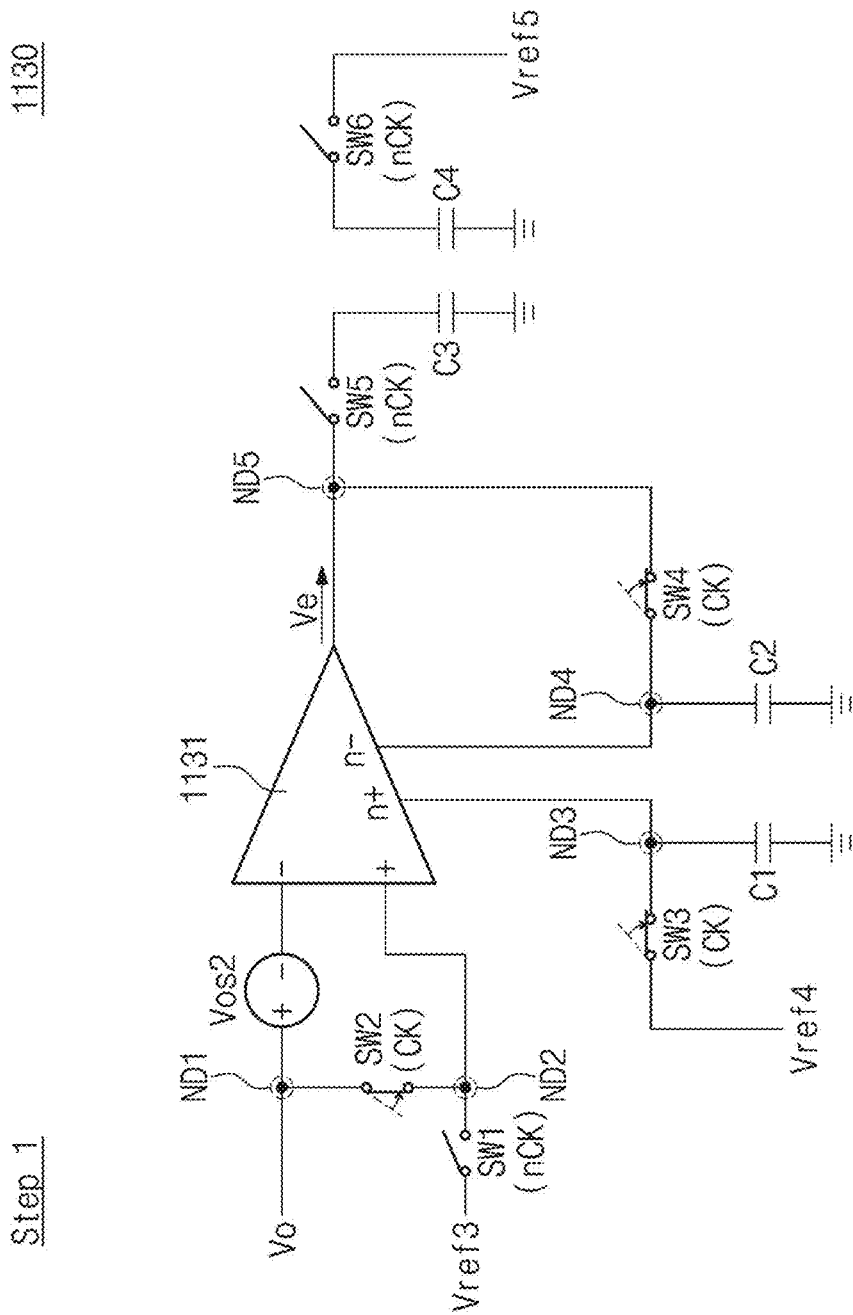 Step 1
1130
Vo
ND1
Vos2
+ -
-
+
1131
n+
n-
Ve
ND5
SW5
(nCK)
C3
SW6
(nCK)
C4
Vref5
SW2
(CK)
Vref3
SW1
(nCK)
ND2
Vref4
SW3
(CK)
ND3
C1
ND4
C2
SW4
(CK)